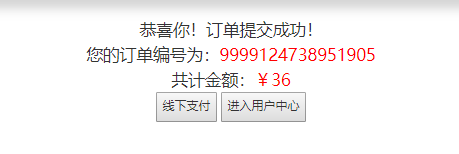 恭喜你！订单提交成功！
您的订单编号为：9999124738951905
共计金额：￥36
线下支付 进入用户中心